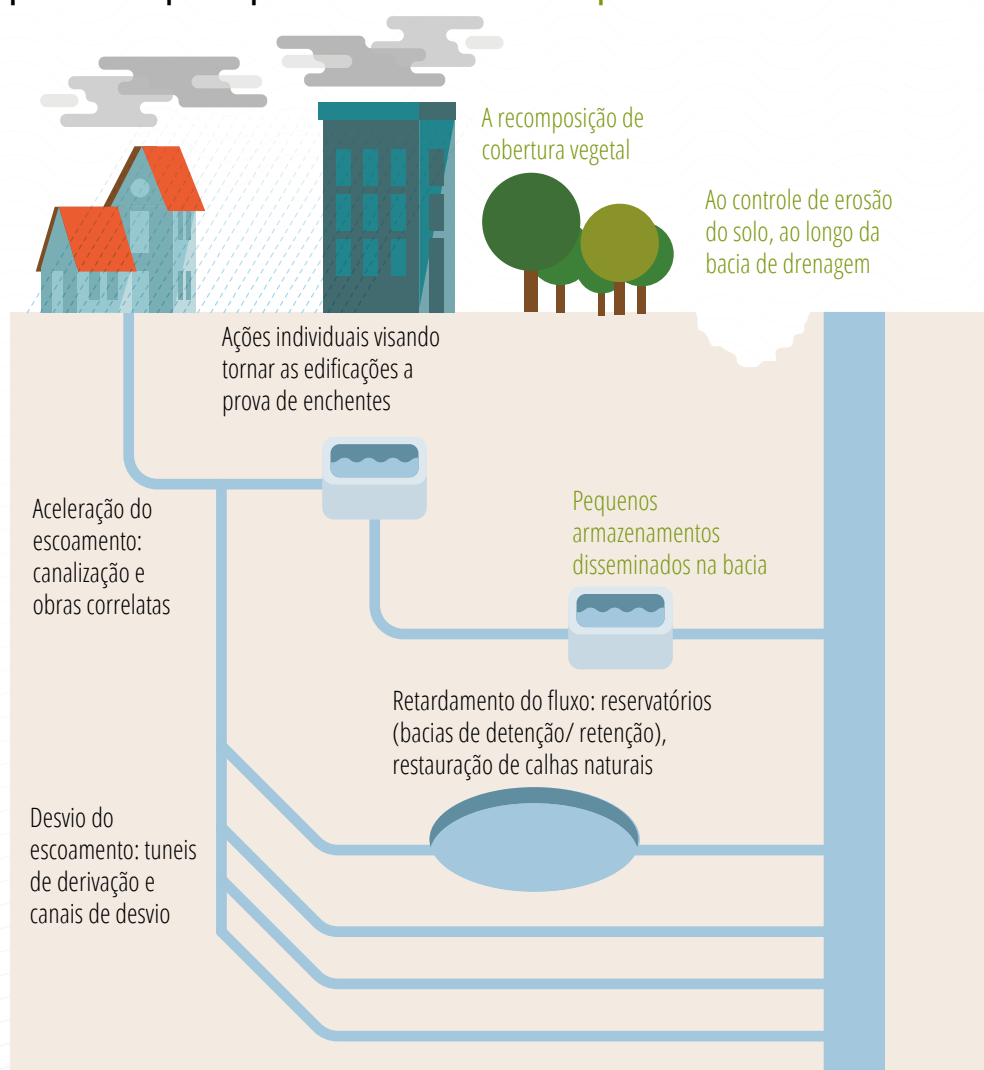 A recomposição de
cobertura vegetal
Ao controle de erosão
do solo, ao longo da
bacia de drenagem
Ações individuais visando
tornar as edificações a
prova de enchentes
Aceleração do
escoamento:
canalização e
obras correlatas
Pequenos
armazenamentos
disseminados na bacia
Retardamento do fluxo: reservatórios
(bacias de detenção/ retenção),
restauração de calhas naturais
Desvio do
escoamento: tuneis
de derivação e
canais de desvio